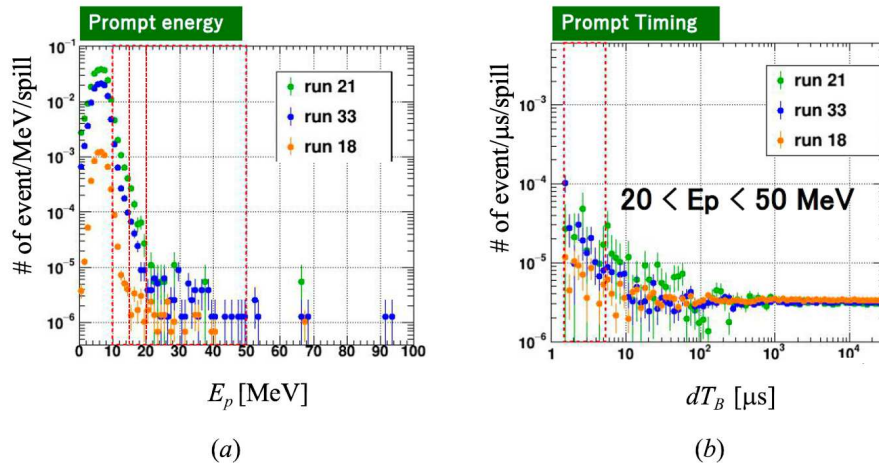 Prompt energy
# of event/MeV/spill
10⁻¹
10⁻²
10⁻³
10⁻⁴
10⁻⁵
10⁻⁶
run 21
run 33
run 18
0 10 20 30 40 50 60 70 80 90 100
E_p [MeV]
(a)
Prompt Timing
# of event/μs/spill
10⁻³
10⁻⁴
10⁻⁵
10⁻⁶
run 21
run 33
run 18
20 < Ep < 50 MeV
1 10 10² 10³ 10⁴
dT_B [μs]
(b)